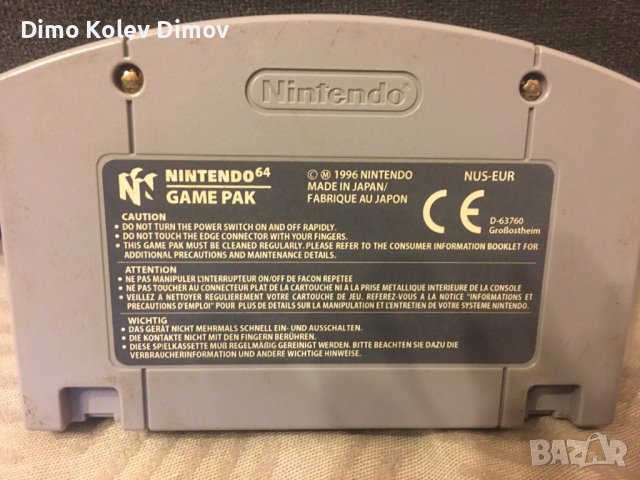 Dimo Kolev Dimov
Nintendo®
NINTENDO64
GAME PAK
© Ⓜ 1996 NINTENDO
MADE IN JAPAN/
FABRIQUE AU JAPON
NUS-EUR
CE
D-63760
Großostheim
CAUTION
• DO NOT TURN THE POWER SWITCH ON AND OFF RAPIDLY.
• DO NOT TOUCH THE EDGE CONNECTOR WITH YOUR FINGERS.
• THIS GAME PAK MUST BE CLEANED REGULARLY. PLEASE REFER TO THE CONSUMER INFORMATION BOOKLET FOR
ADDITIONAL PRECAUTIONS AND MAINTENANCE DETAILS.
ATTENTION
• NE PAS MANIPULER L'INTERRUPTEUR ON/OFF DE FACON REPETEE
• NE PAS TOUCHER AU CONNECTEUR PLAT DE LA CARTOUCHE NI A LA PRISE METALLIQUE INTERIEURE DE LA CONSOLE
• VEILLEZ A NETTOYER REGULIEREMENT VOTRE CARTOUCHE DE JEU. REFEREZ-VOUS A LA NOTICE "INFORMATIONS ET
PRECAUTIONS D'EMPLOI" POUR PLUS DE DETAILS SUR LA MANIPULATION ET L'ENTRETIEN DE VOTRE SYSTEME NINTENDO.
WICHTIG
• DAS GERÄT NICHT MEHRMALS SCHNELL EIN- UND AUSSCHALTEN.
• DIE KONTAKTE NICHT MIT DEN FINGERN BERÜHREN.
• DIESE SPIELKASSETTE MUß REGELMÄßIG GEREINIGT WERDEN. BITTE BEACHTEN SIE DAZU DIE
VERBRAUCHERINFORMATION UND ANDERE WICHTIGE HINWEISE.
BAZAR